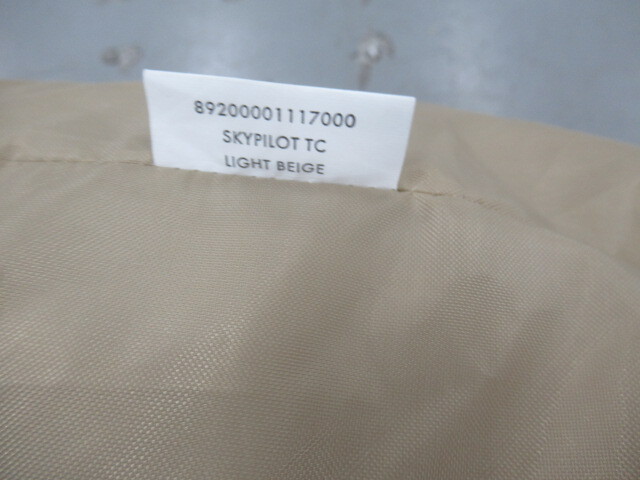 89200001117000
SKYPILOT TC
LIGHT BEIGE